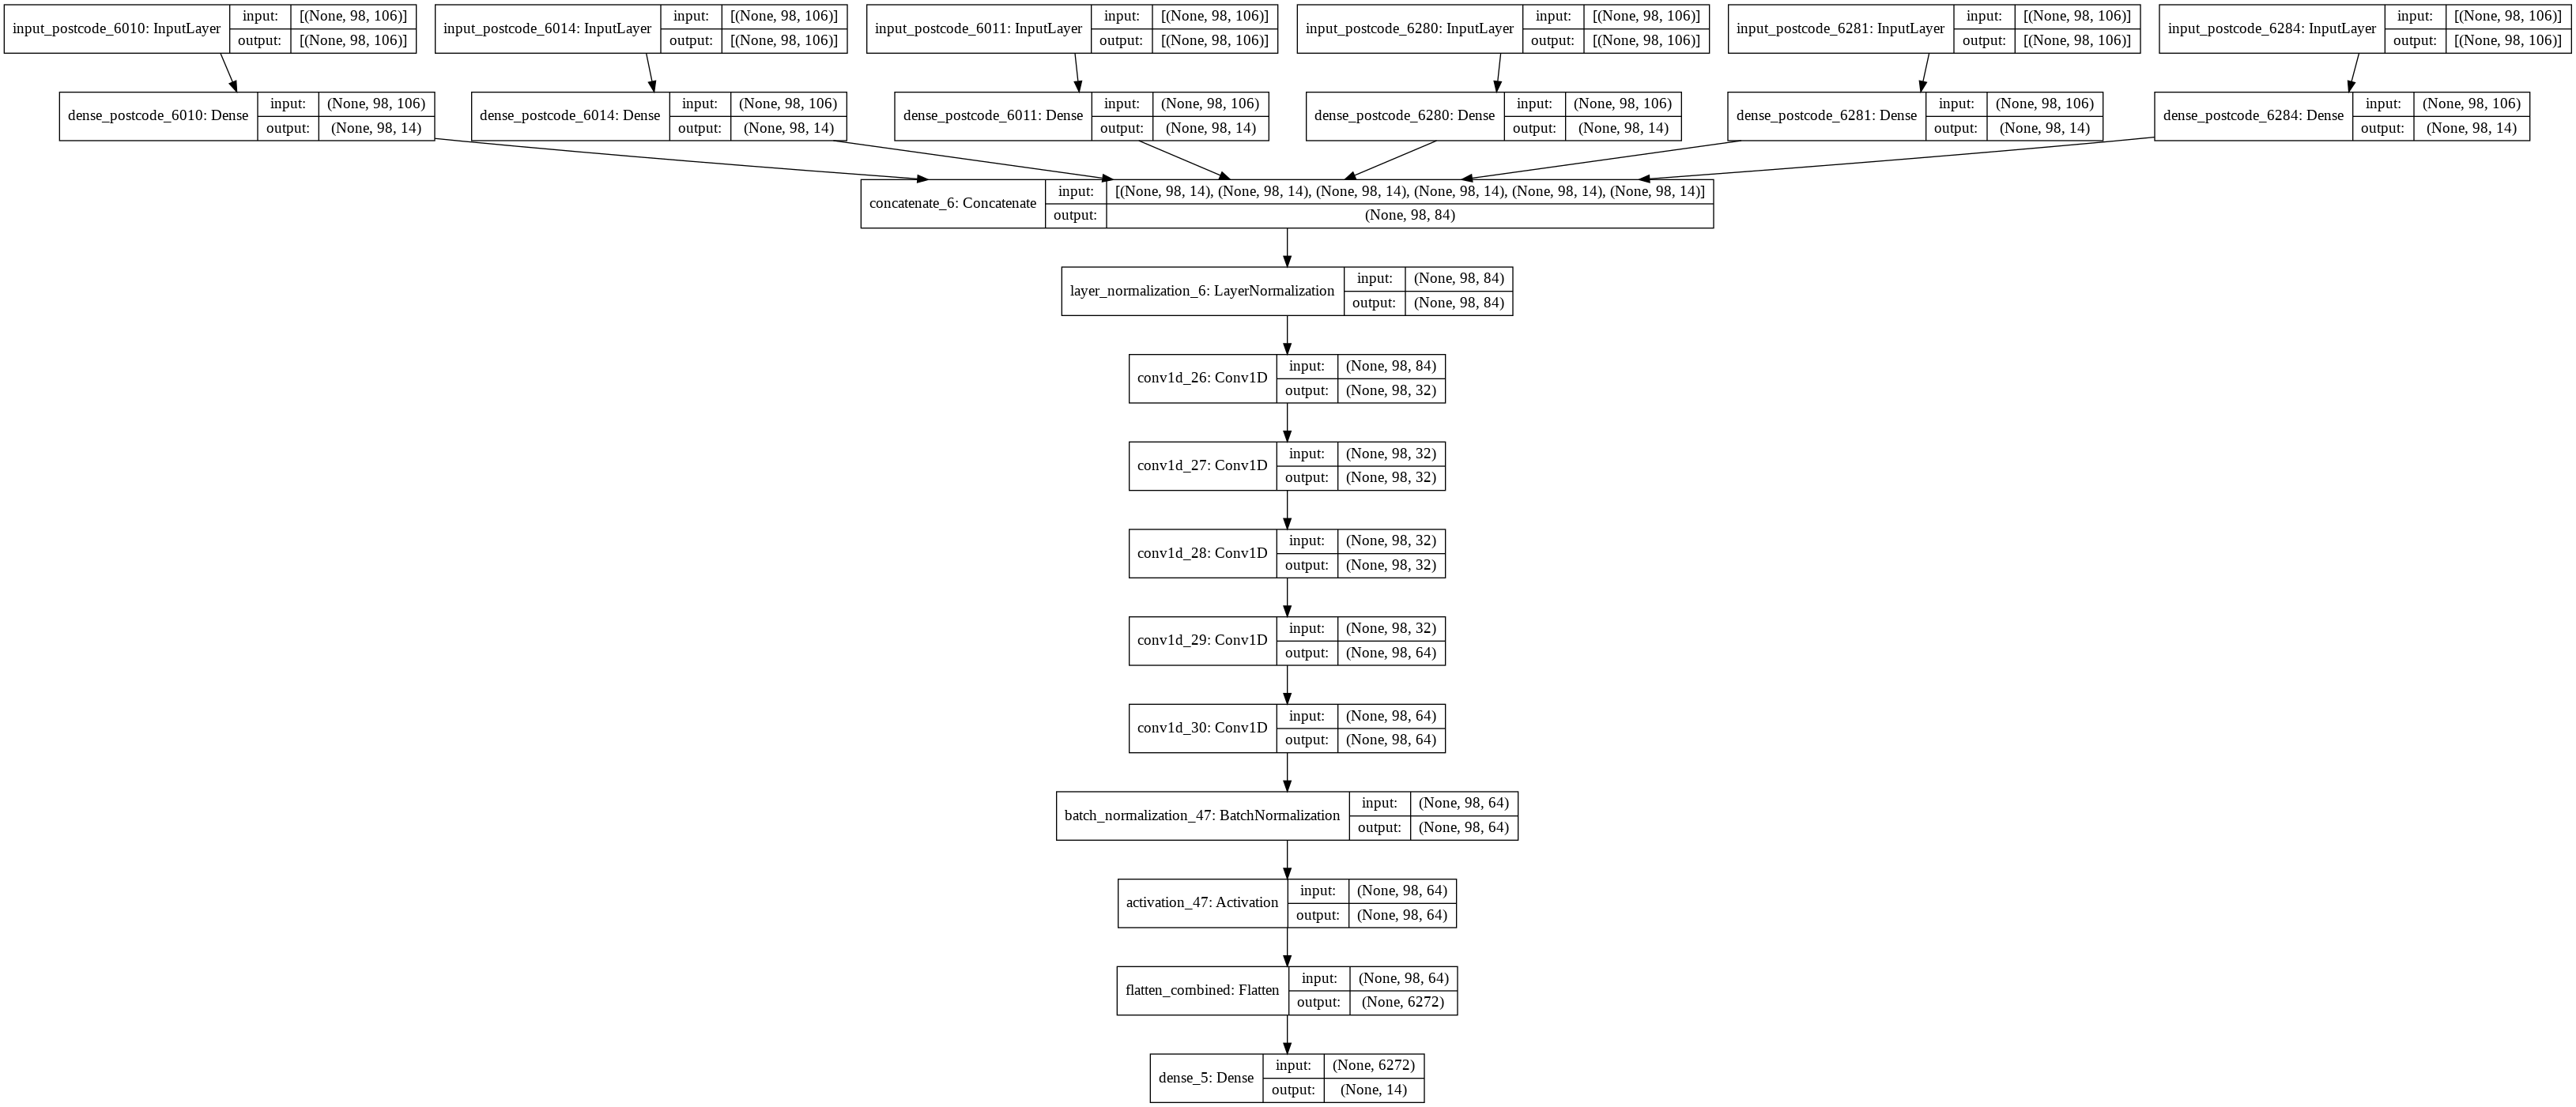 input_postcode_6010: InputLayer input: [(None, 98, 106)] output: [(None, 98, 106)]
input_postcode_6014: InputLayer input: [(None, 98, 106)] output: [(None, 98, 106)]
input_postcode_6011: InputLayer input: [(None, 98, 106)] output: [(None, 98, 106)]
input_postcode_6280: InputLayer input: [(None, 98, 106)] output: [(None, 98, 106)]
input_postcode_6281: InputLayer input: [(None, 98, 106)] output: [(None, 98, 106)]
input_postcode_6284: InputLayer input: [(None, 98, 106)] output: [(None, 98, 106)]
dense_postcode_6010: Dense input: (None, 98, 106) output: (None, 98, 14)
dense_postcode_6014: Dense input: (None, 98, 106) output: (None, 98, 14)
dense_postcode_6011: Dense input: (None, 98, 106) output: (None, 98, 14)
dense_postcode_6280: Dense input: (None, 98, 106) output: (None, 98, 14)
dense_postcode_6281: Dense input: (None, 98, 106) output: (None, 98, 14)
dense_postcode_6284: Dense input: (None, 98, 106) output: (None, 98, 14)
concatenate_6: Concatenate input: [(None, 98, 14), (None, 98, 14), (None, 98, 14), (None, 98, 14), (None, 98, 14), (None, 98, 14)] output: (None, 98, 84)
layer_normalization_6: LayerNormalization input: (None, 98, 84) output: (None, 98, 84)
conv1d_26: Conv1D input: (None, 98, 84) output: (None, 98, 32)
conv1d_27: Conv1D input: (None, 98, 32) output: (None, 98, 32)
conv1d_28: Conv1D input: (None, 98, 32) output: (None, 98, 32)
conv1d_29: Conv1D input: (None, 98, 32) output: (None, 98, 64)
conv1d_30: Conv1D input: (None, 98, 64) output: (None, 98, 64)
batch_normalization_47: BatchNormalization input: (None, 98, 64) output: (None, 98, 64)
activation_47: Activation input: (None, 98, 64) output: (None, 98, 64)
flatten_combined: Flatten input: (None, 98, 64) output: (None, 6272)
dense_5: Dense input: (None, 6272) output: (None, 14)